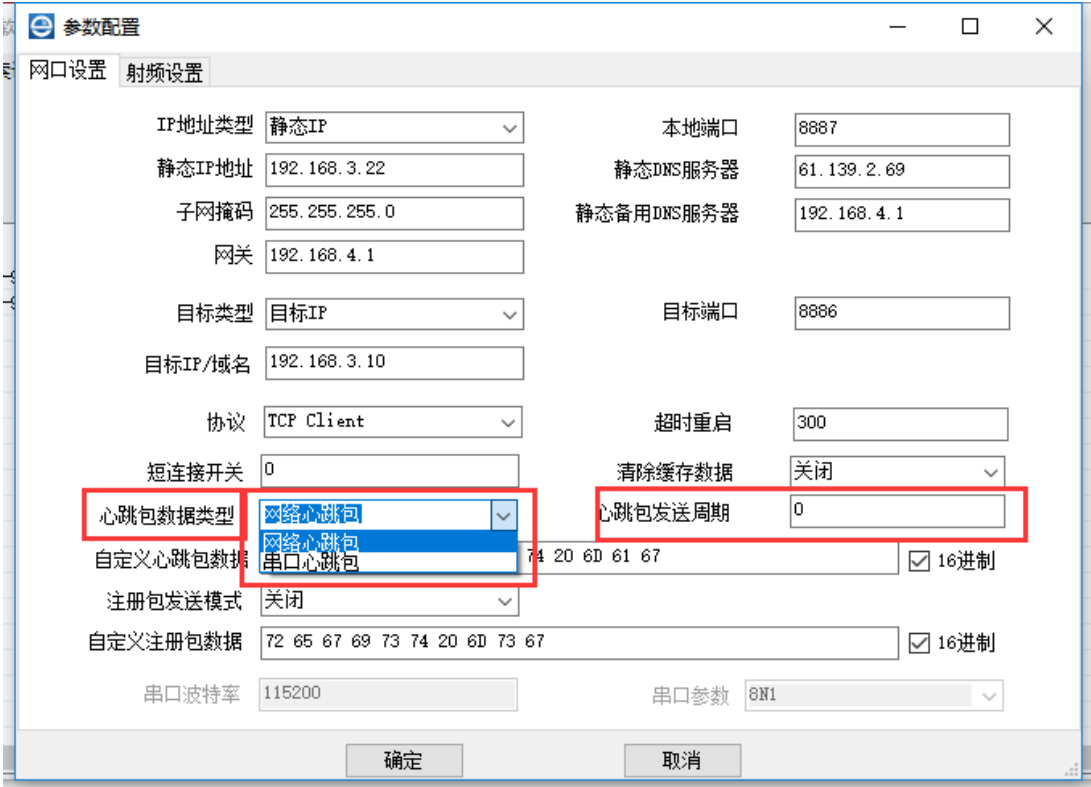 参数配置
网口设置 射频设置
IP地址类型 静态IP 本地端口 8887
静态IP地址 192.168.3.22 静态DNS服务器 61.139.2.69
子网掩码 255.255.255.0 静态备用DNS服务器 192.168.4.1
网关 192.168.4.1
目标类型 目标IP 目标端口 8886
目标IP/域名 192.168.3.10
协议 TCP Client 超时重启 300
短连接开关 0 清除缓存数据 关闭
心跳包数据类型 网络心跳包 心跳包发送周期 0
网络心跳包
自定义心跳包数据 串口心跳包 74 20 6D 61 67 16进制
注册包发送模式 关闭
自定义注册包数据 72 65 67 69 73 74 20 6D 73 67 16进制
串口波特率 115200 串口参数 8N1
确定 取消